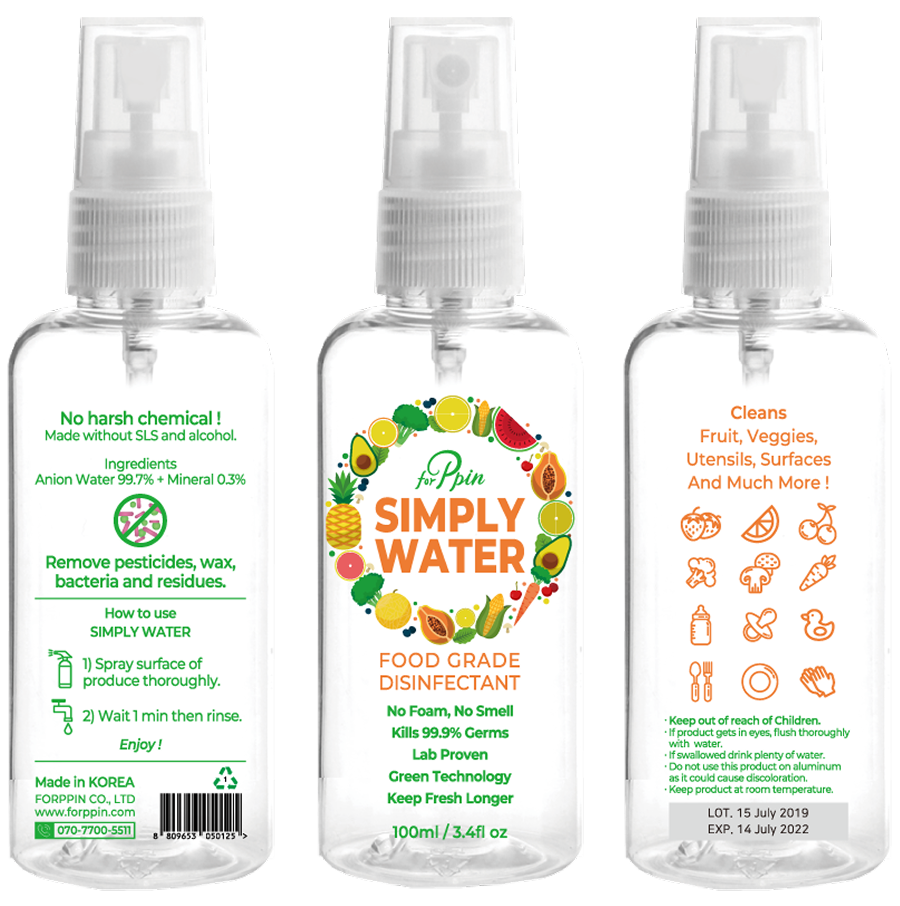 No harsh chemical !
Made without SLS and alcohol.
Ingredients
Anion Water 99.7% + Mineral 0.3%
Remove pesticides, wax,
bacteria and residues.
How to use
SIMPLY WATER
1) Spray surface of
produce thoroughly.
2) Wait 1 min then rinse.
Enjoy !
Made in KOREA
FORPPIN CO., LTD
www.forppin.com
070-7700-5511
1
8 809653 050125 >
for Ppin
SIMPLY
WATER
FOOD GRADE
DISINFECTANT
No Foam, No Smell
Kills 99.9% Germs
Lab Proven
Green Technology
Keep Fresh Longer
100ml / 3.4fl oz
Cleans
Fruit, Veggies,
Utensils, Surfaces
And Much More !
· Keep out of reach of Children.
· If product gets in eyes, flush thoroughly
with water.
· If swallowed drink plenty of water.
· Do not use this product on aluminum
as it could cause discoloration.
· Keep product at room temperature.
LOT. 15 July 2019
EXP. 14 July 2022